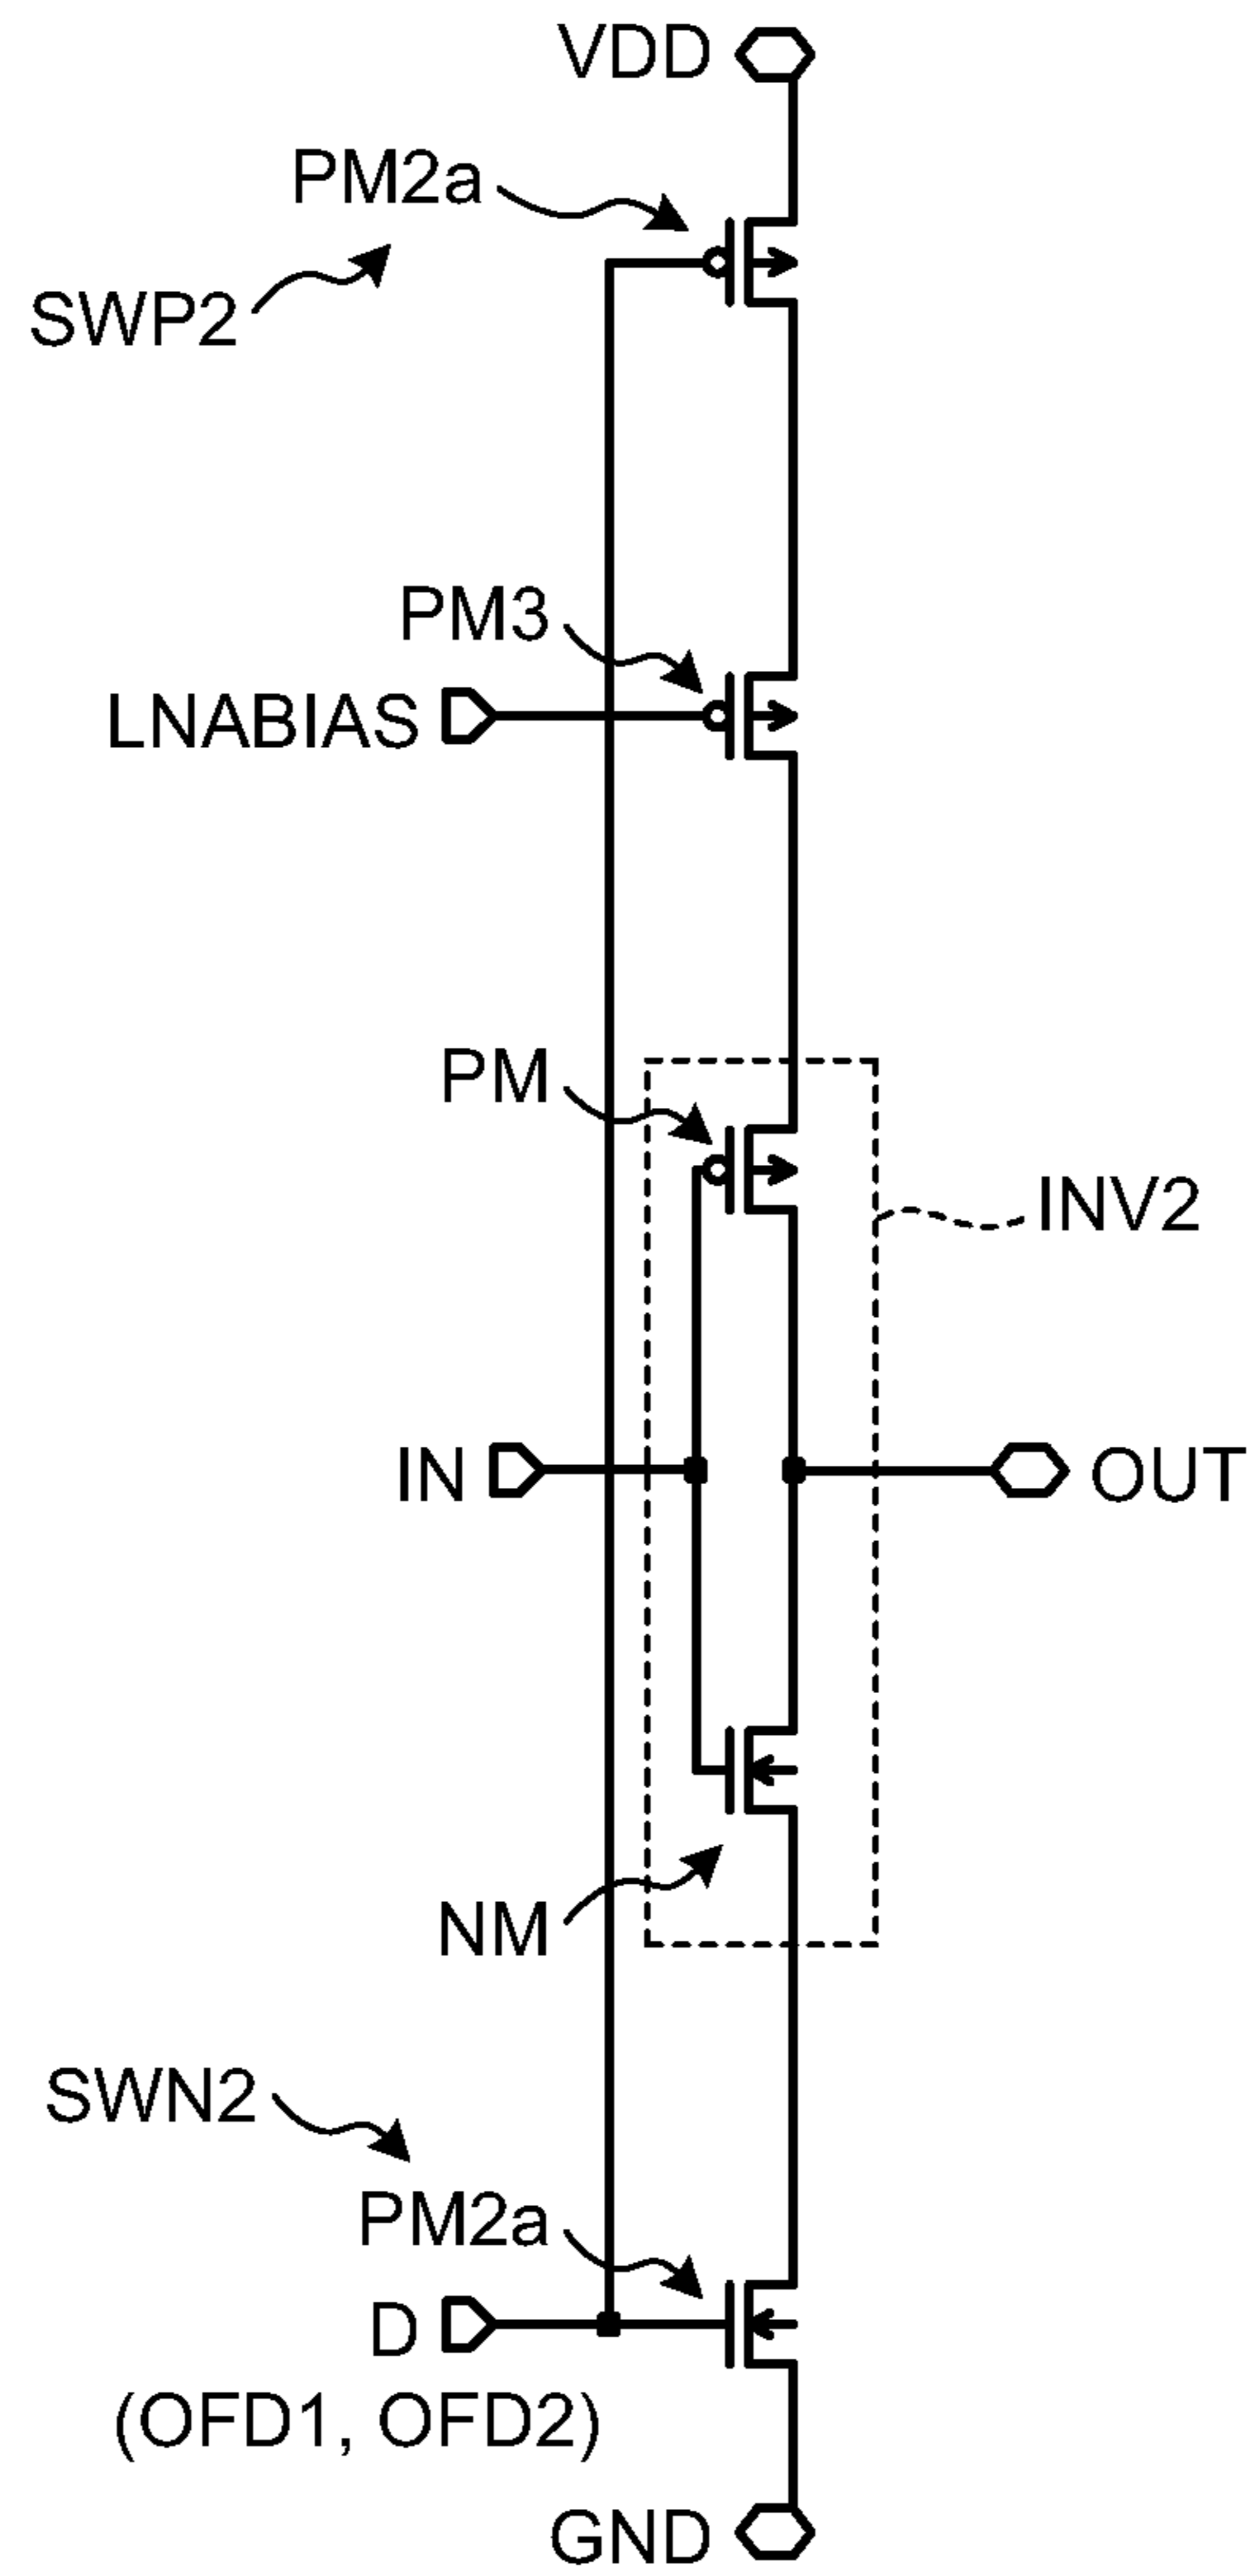 VDD
PM2a
SWP2
PM3
LNABIAS
PM
INV2
IN
OUT
NM
SWN2
PM2a
D
(OFD1, OFD2)
GND